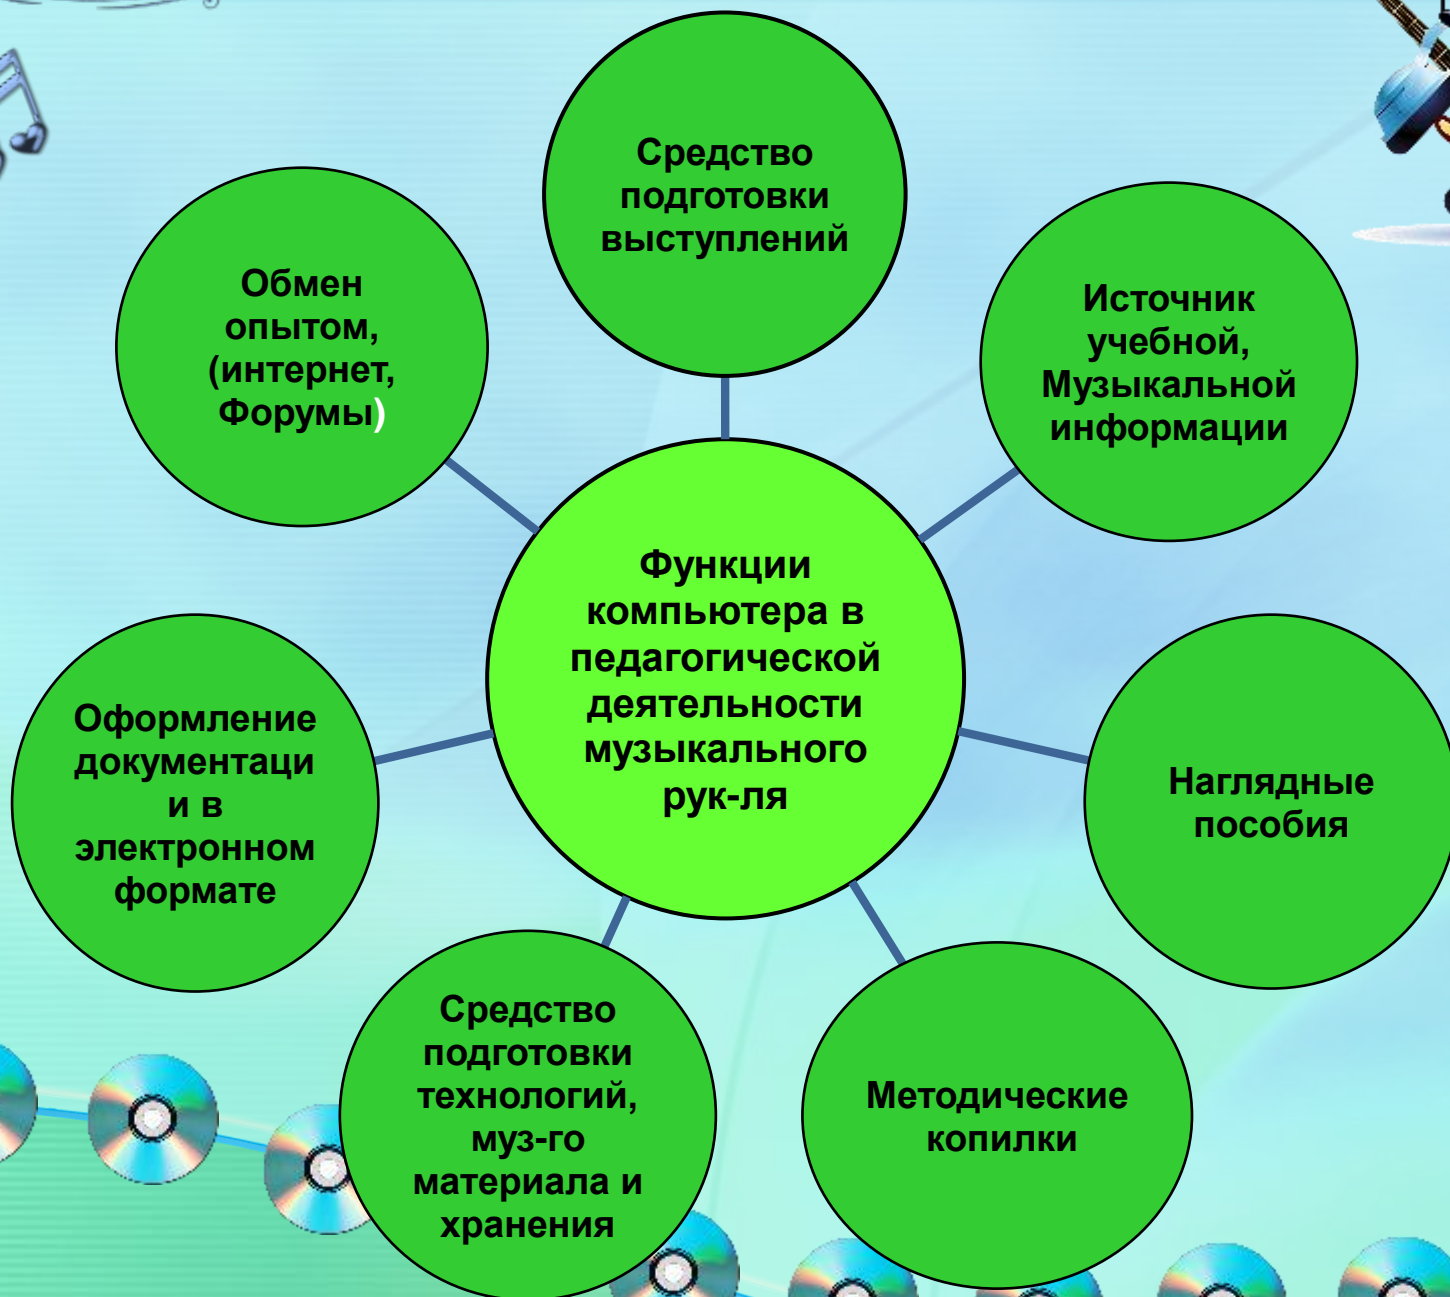 Средство
подготовки
выступлений
Обмен
опытом,
(интернет,
Форумы)
Источник
учебной,
Музыкальной
информации
Функции
компьютера в
педагогической
деятельности
музыкального
рук-ля
Оформление
документаци
и в
электронном
формате
Наглядные
пособия
Средство
подготовки
технологий,
муз-го
материала и
хранения
Методические
копилки